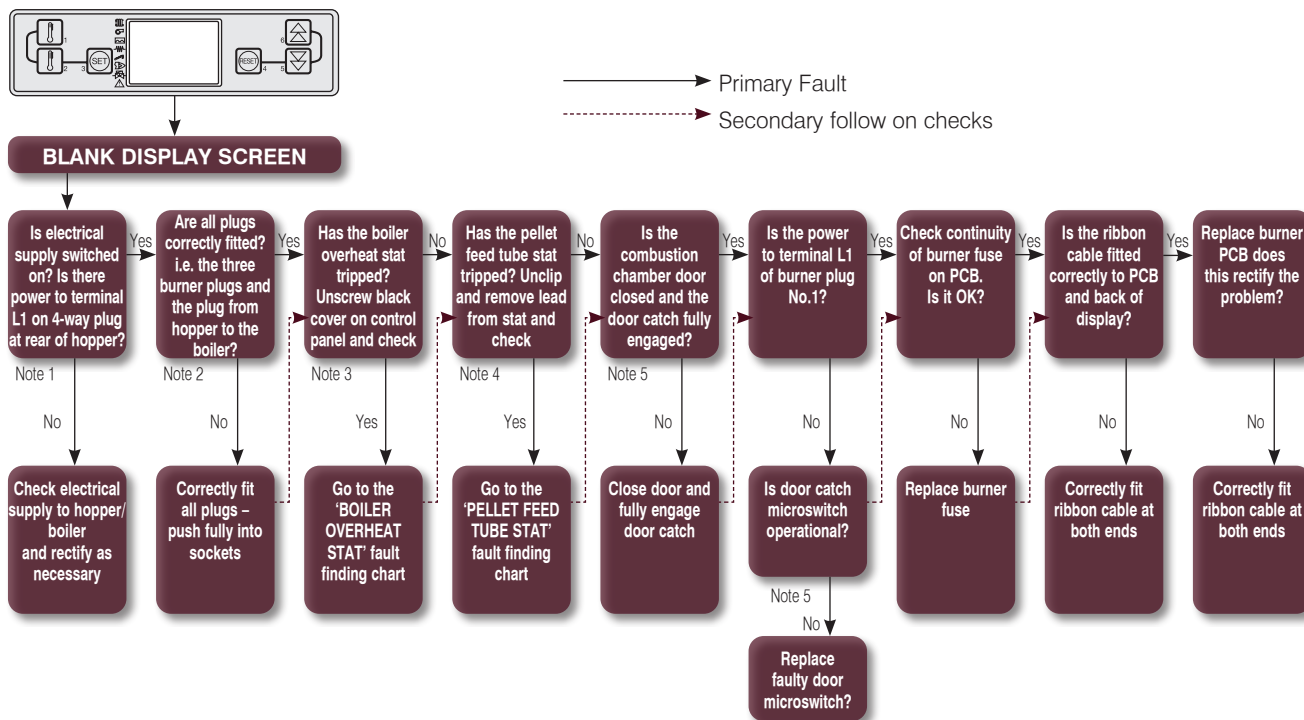 1
2
3
SET
RESET
4
5
6
Primary Fault
Secondary follow on checks
BLANK DISPLAY SCREEN
Is electrical
supply switched
on? Is there
power to terminal
L1 on 4-way plug
at rear of hopper?
Yes
Are all plugs
correctly fitted?
i.e. the three
burner plugs and
the plug from
hopper to the
boiler?
Yes
Has the boiler
overheat stat
tripped?
Unscrew black
cover on control
panel and check
No
Has the pellet
feed tube stat
tripped? Unclip
and remove lead
from stat and
check
No
Is the
combustion
chamber door
closed and the
door catch fully
engaged?
Yes
Is the power
to terminal L1
of burner plug
No.1?
Yes
Check continuity
of burner fuse
on PCB.
Is it OK?
Yes
Is the ribbon
cable fitted
correctly to PCB
and back of
display?
Yes
Replace burner
PCB does
this rectify the
problem?
Note 1
Note 2
Note 3
Note 4
Note 5
No
No
Yes
Yes
No
No
No
No
No
Check electrical
supply to hopper/
boiler
and rectify as
necessary
Correctly fit
all plugs –
push fully into
sockets
Go to the
‘BOILER
OVERHEAT
STAT’ fault
finding chart
Go to the
‘PELLET FEED
TUBE STAT’
fault finding
chart
Close door and
fully engage
door catch
Is door catch
microswitch
operational?
Replace burner
fuse
Correctly fit
ribbon cable at
both ends
Correctly fit
ribbon cable at
both ends
Note 5
No
Replace
faulty door
microswitch?